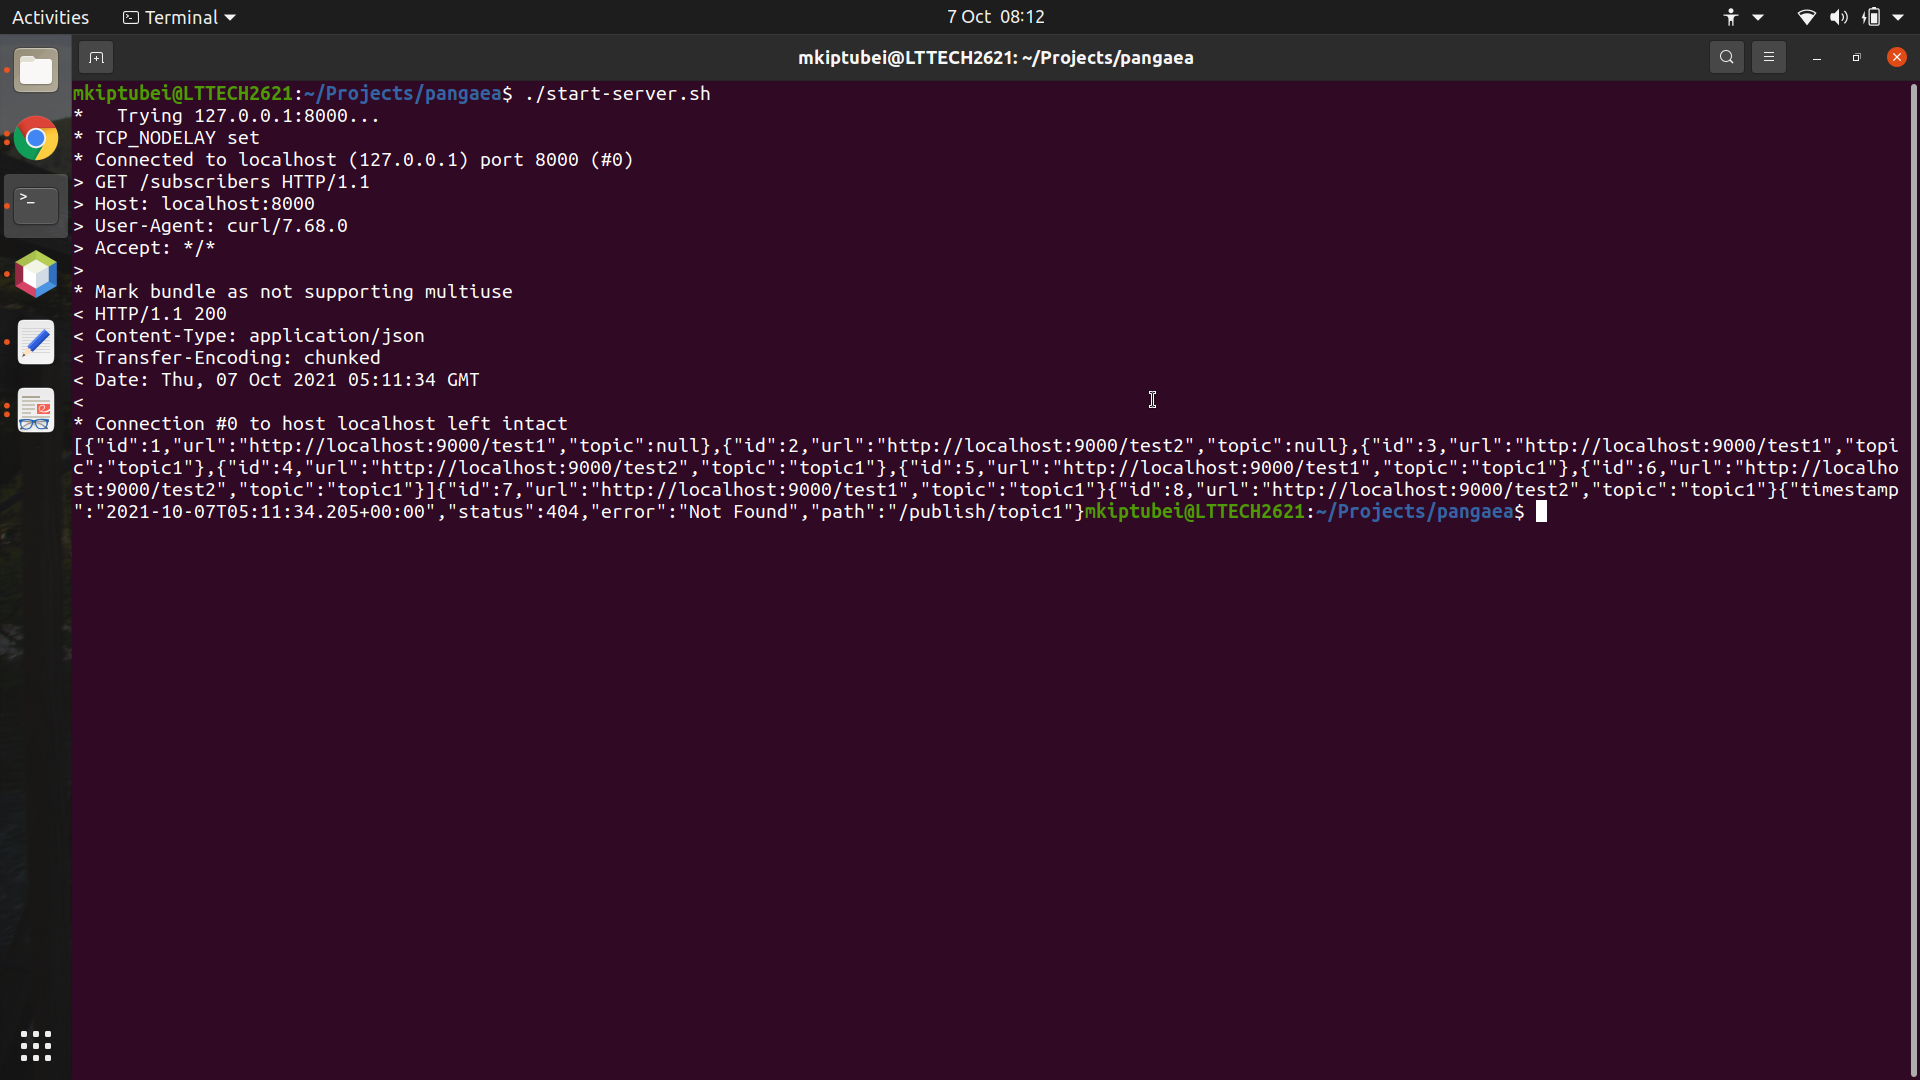 Activities Terminal 7 Oct 08:12
mkiptubei@LTTECH2621: ~/Projects/pangaea
mkiptubei@LTTECH2621:~/Projects/pangaea$ ./start-server.sh
*   Trying 127.0.0.1:8000...
* TCP_NODELAY set
* Connected to localhost (127.0.0.1) port 8000 (#0)
> GET /subscribers HTTP/1.1
> Host: localhost:8000
> User-Agent: curl/7.68.0
> Accept: */*
>
* Mark bundle as not supporting multiuse
< HTTP/1.1 200
< Content-Type: application/json
< Transfer-Encoding: chunked
< Date: Thu, 07 Oct 2021 05:11:34 GMT
<
* Connection #0 to host localhost left intact
[{"id":1,"url":"http://localhost:9000/test1","topic":null},{"id":2,"url":"http://localhost:9000/test2","topic":null},{"id":3,"url":"http://localhost:9000/test1","topi
c":"topic1"},{"id":4,"url":"http://localhost:9000/test2","topic":"topic1"},{"id":5,"url":"http://localhost:9000/test1","topic":"topic1"},{"id":6,"url":"http://localho
st:9000/test2","topic":"topic1"}]{"id":7,"url":"http://localhost:9000/test1","topic":"topic1"}{"id":8,"url":"http://localhost:9000/test2","topic":"topic1"}{"timestamp
":"2021-10-07T05:11:34.205+00:00","status":404,"error":"Not Found","path":"/publish/topic1"}mkiptubei@LTTECH2621:~/Projects/pangaea$